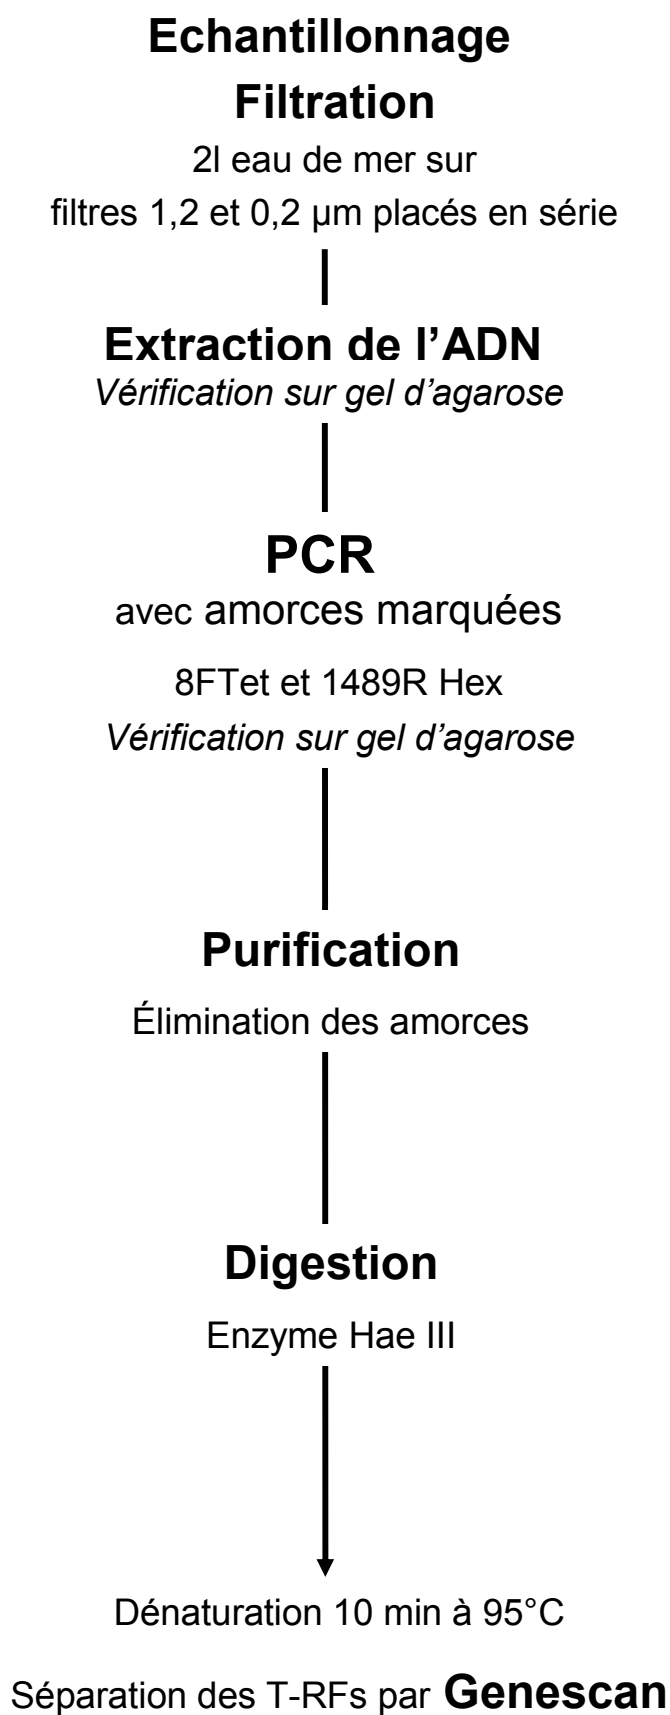 Echantillonnage
Filtration
2l eau de mer sur
filtres 1,2 et 0,2 µm placés en série
Extraction de l’ADN
Vérification sur gel d’agarose
PCR
avec amorces marquées
8FTet et 1489R Hex
Vérification sur gel d’agarose
Purification
Élimination des amorces
Digestion
Enzyme Hae III
Dénaturation 10 min à 95°C
Séparation des T-RFs par Genescan